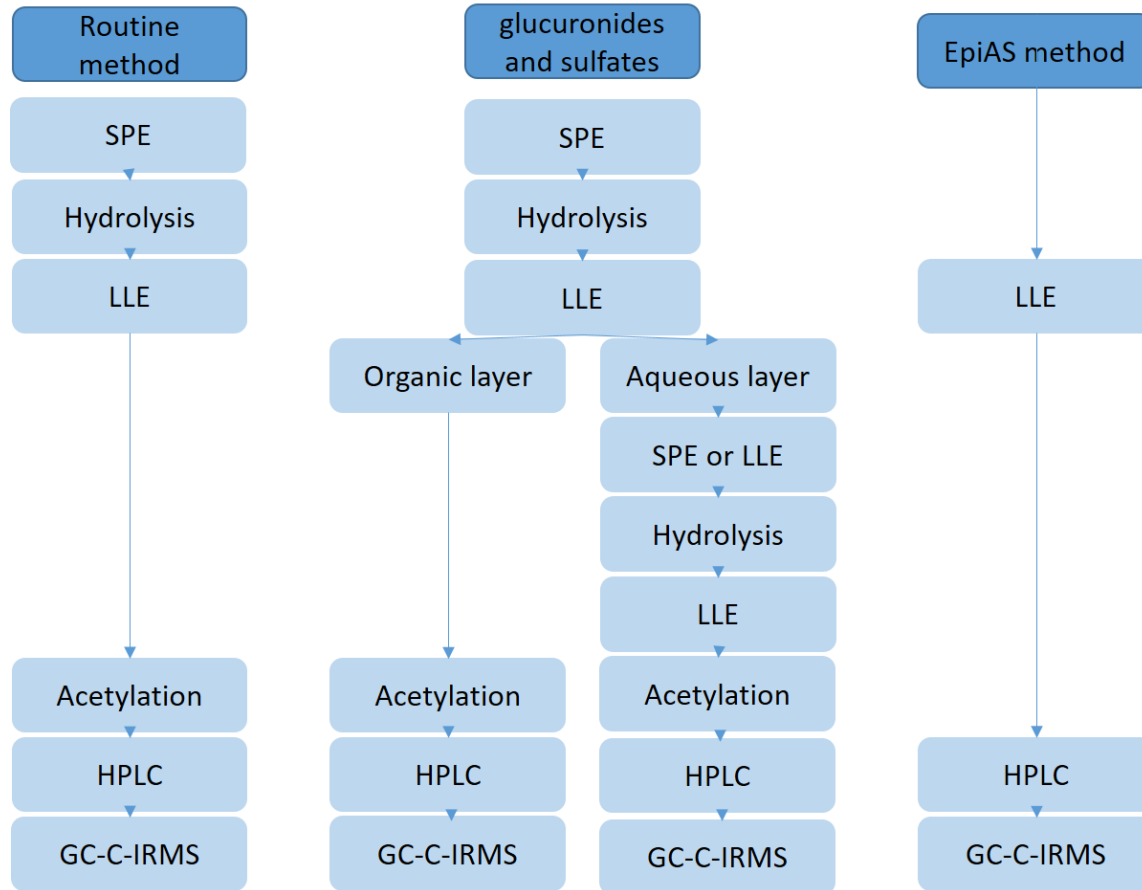 Routine
method
SPE
Hydrolysis
LLE
Acetylation
HPLC
GC-C-IRMS
glucuronides
and sulfates
SPE
Hydrolysis
LLE
Organic layer
Acetylation
HPLC
GC-C-IRMS
Aqueous layer
SPE or LLE
Hydrolysis
LLE
Acetylation
HPLC
GC-C-IRMS
EpiAS method
LLE
HPLC
GC-C-IRMS